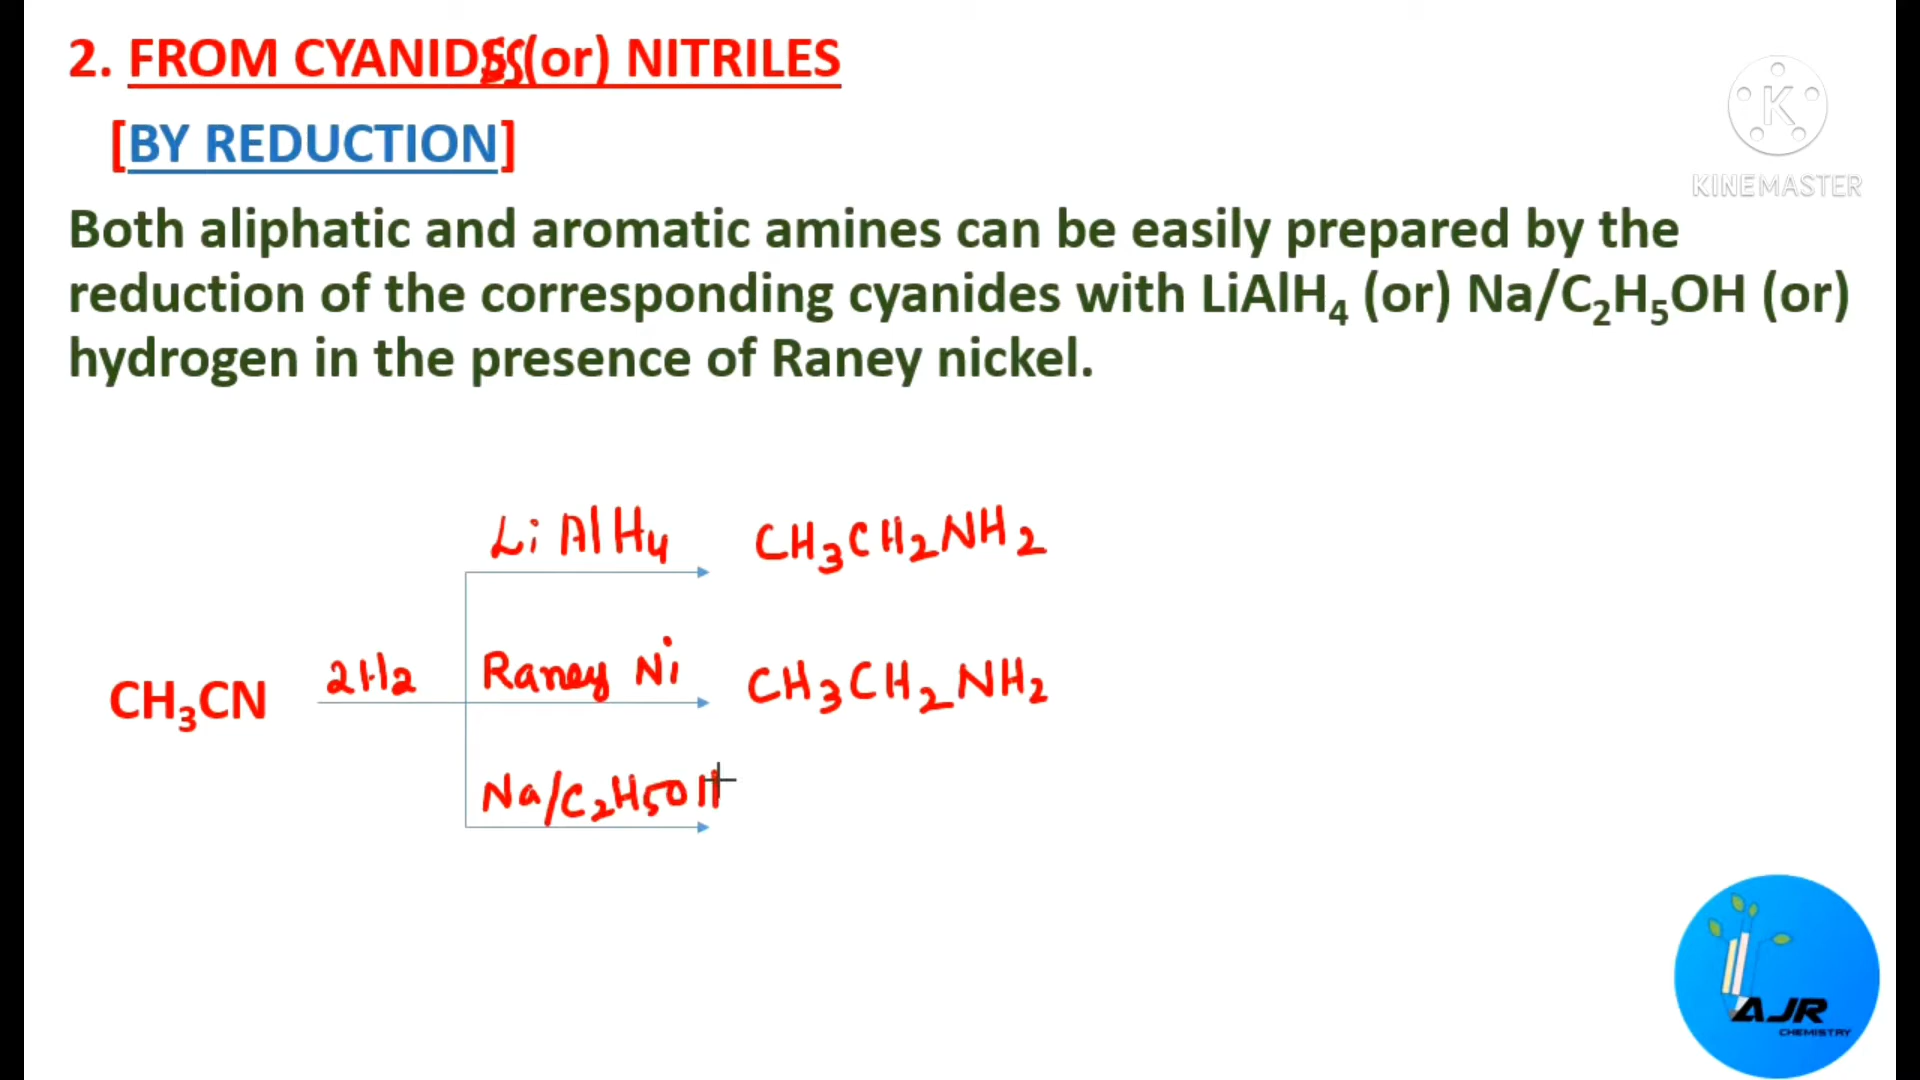 2. FROM CYANIDES (or) NITRILES
[BY REDUCTION]
KINEMASTER
Both aliphatic and aromatic amines can be easily prepared by the
reduction of the corresponding cyanides with LiAlH₄ (or) Na/C₂H₅OH (or)
hydrogen in the presence of Raney nickel.
LiAlH₄ CH₃CH₂NH₂
CH₃CN 2H₂ Raney Ni CH₃CH₂NH₂
Na/C₂H₅OH
AJR
CHEMISTRY